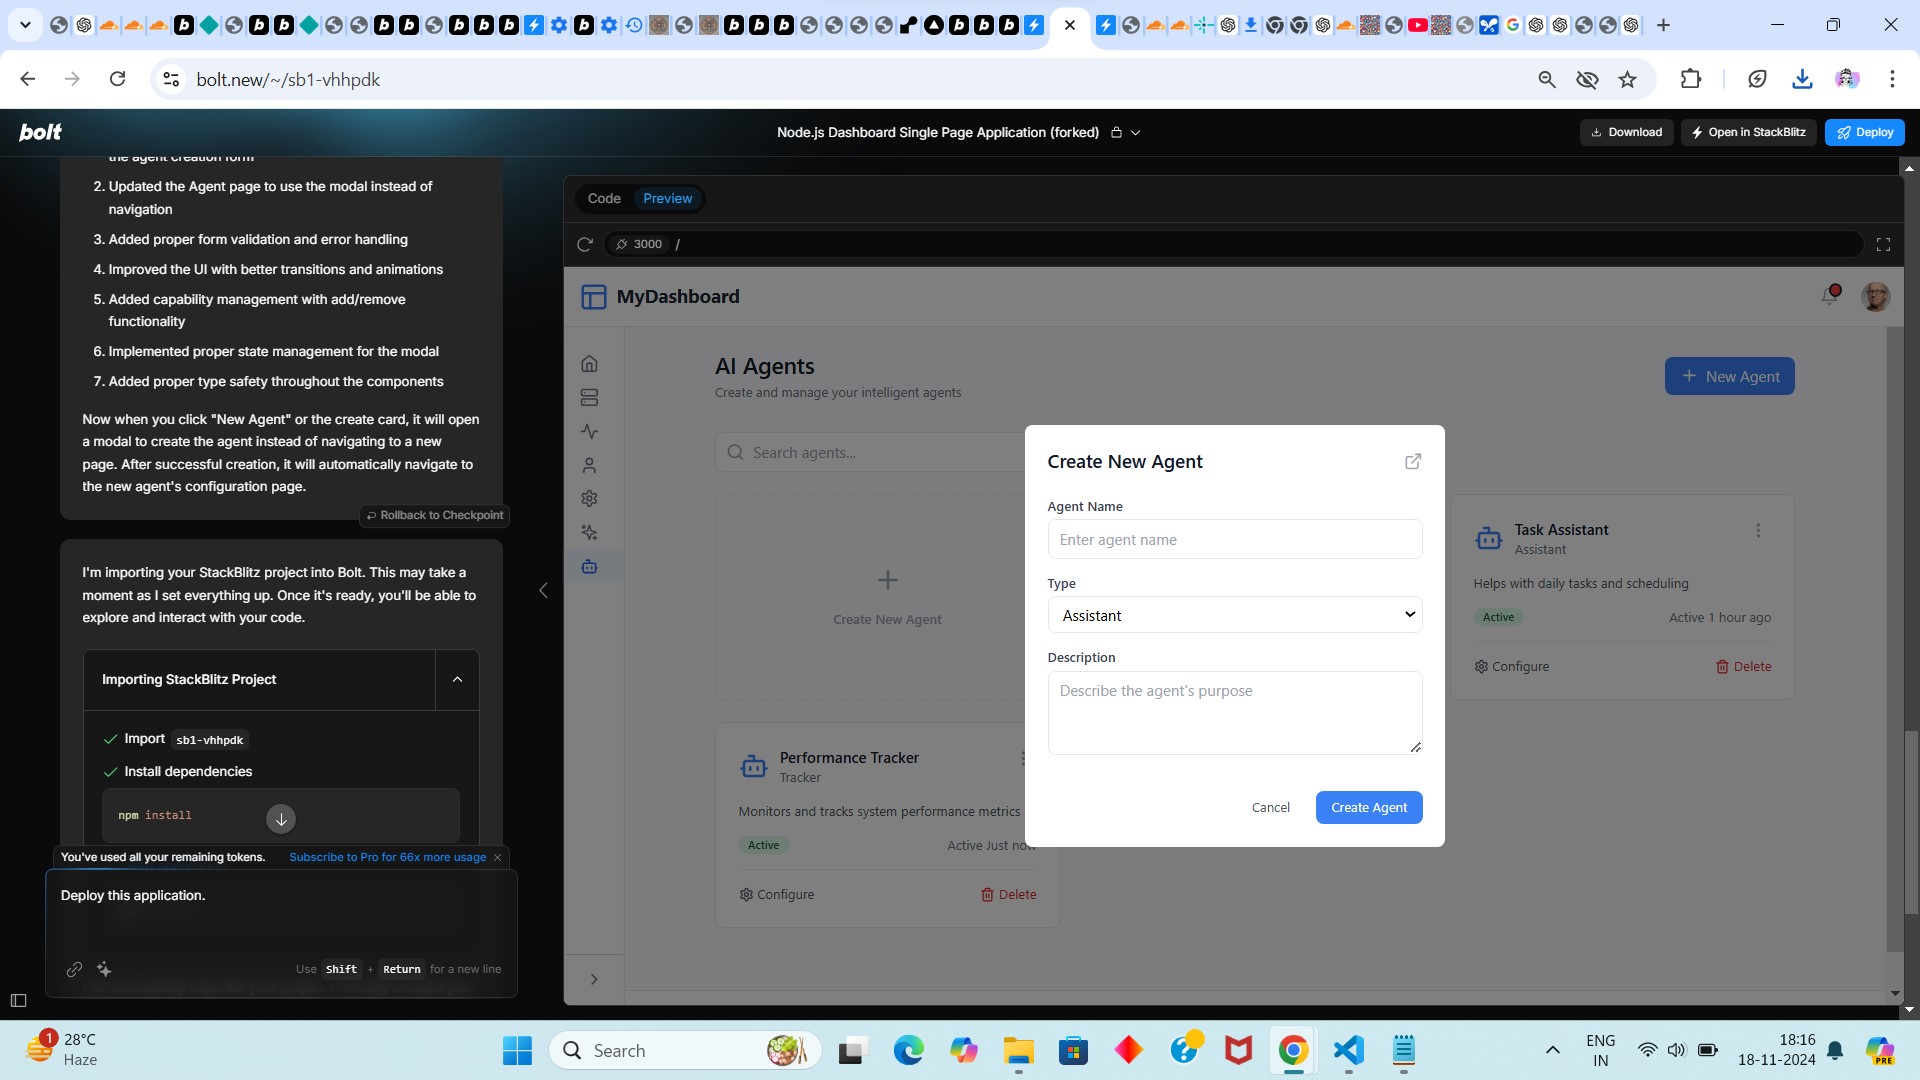 bolt.new/~/sb1-vhhpdk
bolt
Node.js Dashboard Single Page Application (forked)
Download
Open in StackBlitz
Deploy
the agent creation form
2. Updated the Agent page to use the modal instead of
navigation
3. Added proper form validation and error handling
4. Improved the UI with better transitions and animations
5. Added capability management with add/remove
functionality
6. Implemented proper state management for the modal
7. Added proper type safety throughout the components
Now when you click "New Agent" or the create card, it will open
a modal to create the agent instead of navigating to a new
page. After successful creation, it will automatically navigate to
the new agent's configuration page.
Rollback to Checkpoint
I'm importing your StackBlitz project into Bolt. This may take a
moment as I set everything up. Once it's ready, you'll be able to
explore and interact with your code.
Importing StackBlitz Project
Import sb1-vhhpdk
Install dependencies
npm install
You've used all your remaining tokens. Subscribe to Pro for 66x more usage
Deploy this application.
Use Shift + Return for a new line
Code Preview
3000 /
MyDashboard
AI Agents
Create and manage your intelligent agents
New Agent
Search agents...
Create New Agent
Create New Agent
Agent Name
Enter agent name
Type
Assistant
Description
Describe the agent's purpose
Cancel
Create Agent
Task Assistant
Assistant
Helps with daily tasks and scheduling
Active
Active 1 hour ago
Configure
Delete
Performance Tracker
Tracker
Monitors and tracks system performance metrics
Active
Active Just now
Configure
Delete
1
28°C
Haze
Search
PRE
ENG
IN
18:16
18-11-2024